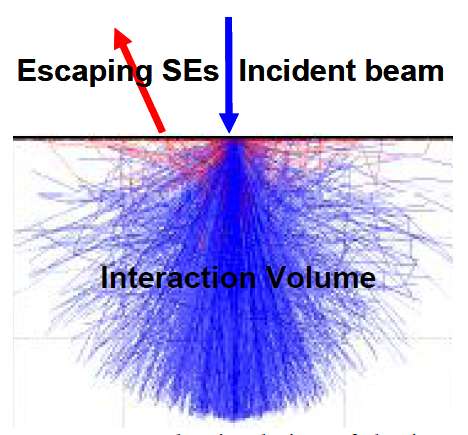 Escaping SEs Incident beam
Interaction Volume